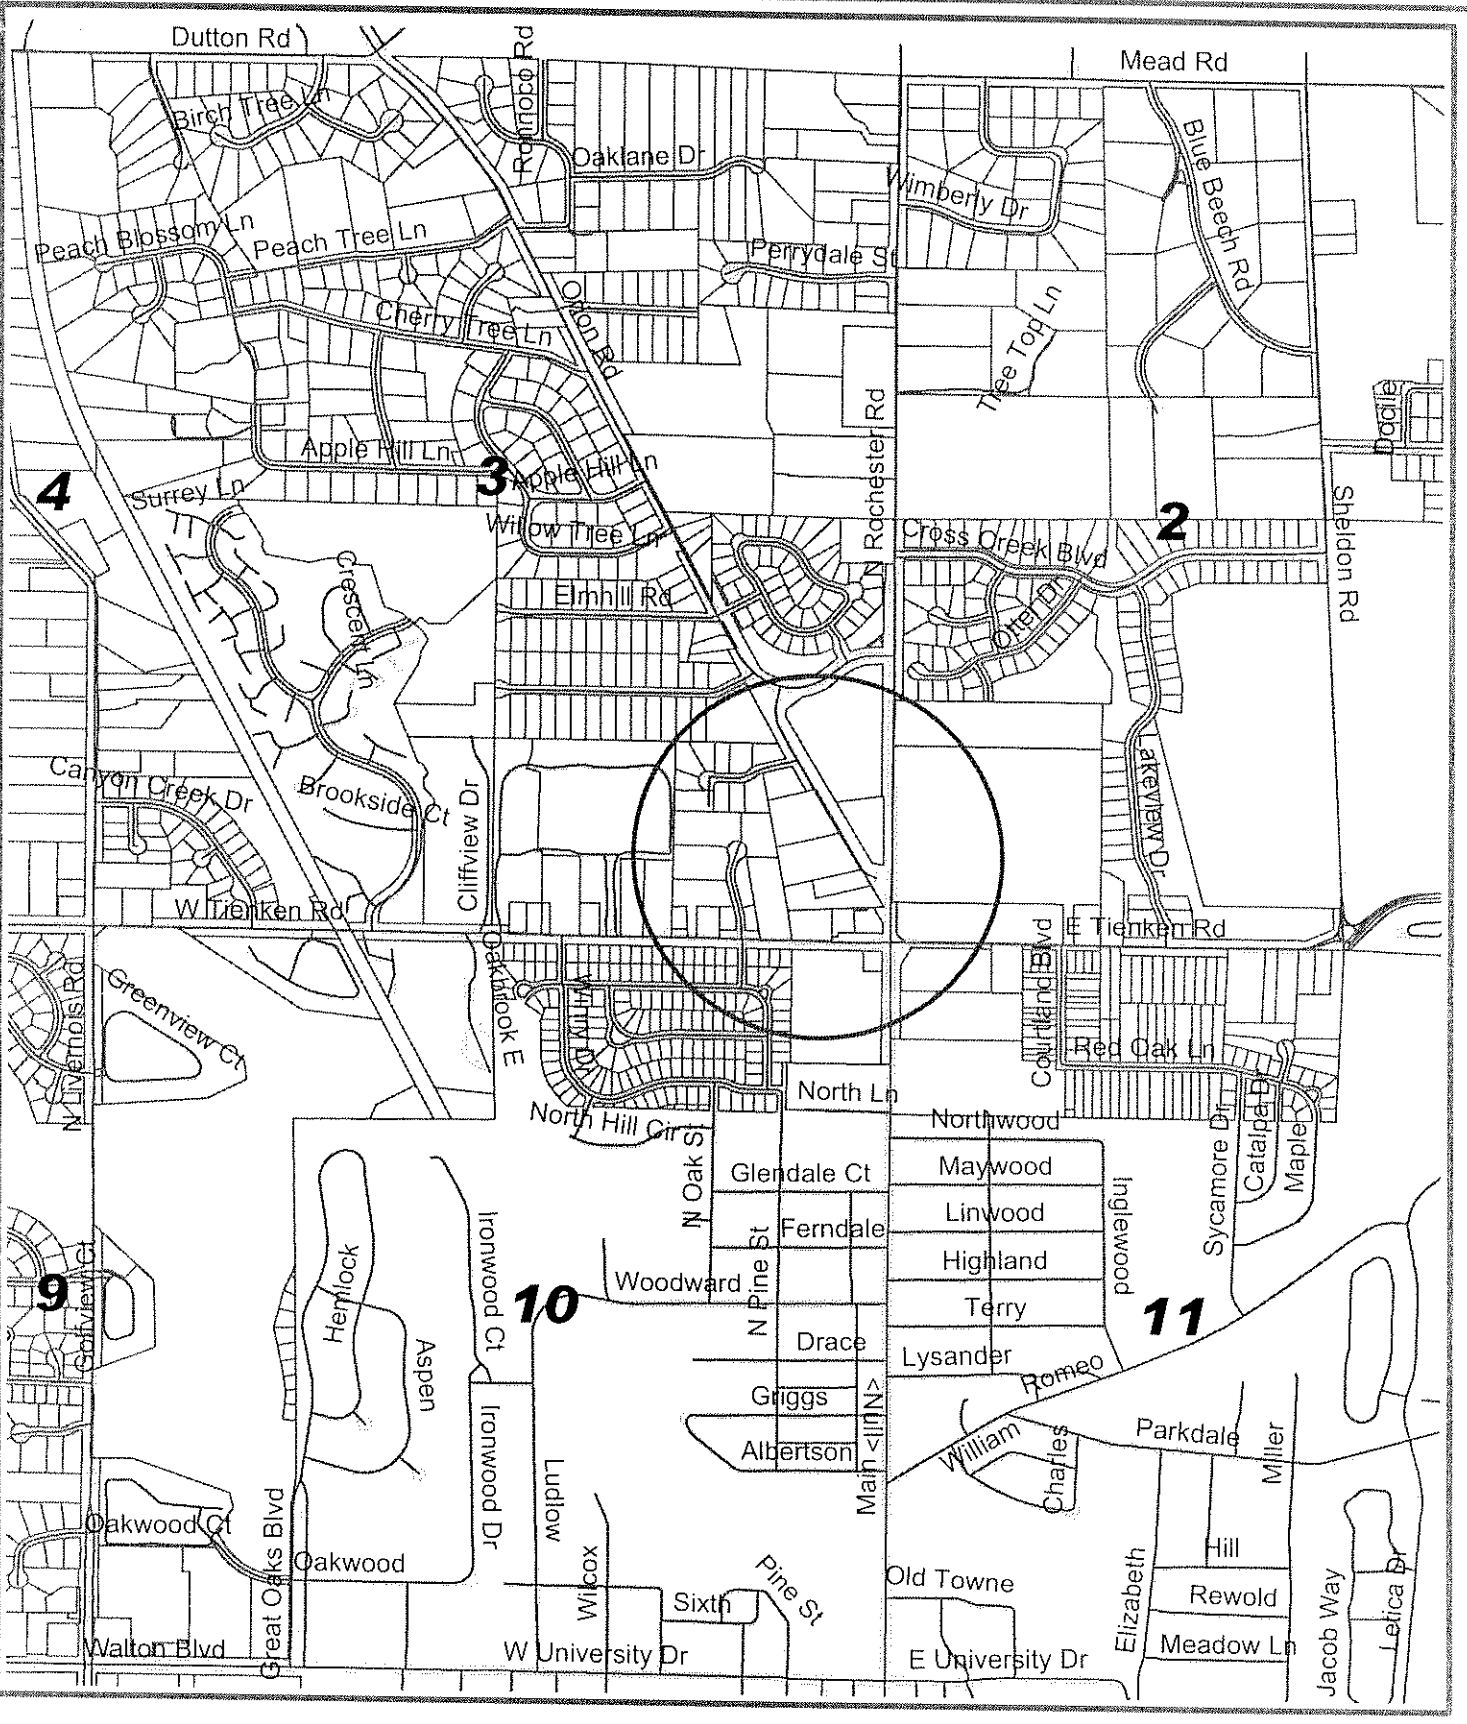 Dutton Rd
Mead Rd
Ronnoco Rd
Birch Tree Ln
Oaklane Dr
Blue Beech Rd
Wimberly Dr
Peach Blossom Ln
Peach Tree Ln
Perrydale St
Orion Rd
Cherry Tree Ln
Tree Top Ln
N Rochester Rd
Apple Hill Ln
3
Apple Hill Ln
4
Surrey Ln
Willow Tree Ln
Cross Creek Blvd
2
Sheldon Rd
Crescent Ln
Elmhill Rd
Otter Dr
Lakeview Dr
Canyon Creek Dr
Brookside Ct
Cliffview Dr
W Tienken Rd
E Tienken Rd
N Livernois Rd
Greenview Ct
Oakbrook E
Courtland Blvd
Red Oak Ln
North Ln
North Hill Cir
N Oak St
Northwood
Sycamore Dr
Catalpa Dr
Maple
Glendale Ct
Maywood
Inglewood
Ferndale
Linwood
Ironwood Ct
Highland
9
Golfview Ct
Hemlock
10
Woodward
N Pine St
Terry
11
Drace
Lysander
Aspen
Romeo
Griggs
Main <Null>
Albertson
William
Charles
Parkdale
Miller
Ironwood Dr
Ludlow
Oakwood Ct
Great Oaks Blvd
Oakwood
Wilcox
Sixth
Pine St
Old Towne
Elizabeth
Hill
Rewold
Meadow Ln
Jacob Way
Letica Dr
Walton Blvd
W University Dr
E University Dr